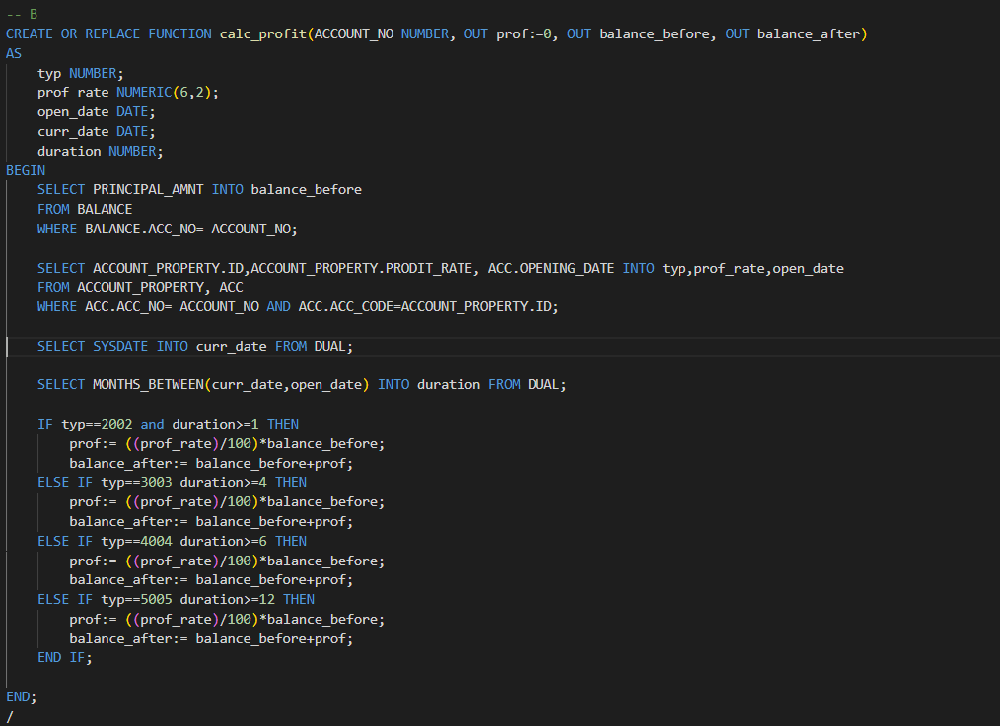 -- B
CREATE OR REPLACE FUNCTION calc_profit(ACCOUNT_NO NUMBER, OUT prof:=0, OUT balance_before, OUT balance_after)
AS
    typ NUMBER;
    prof_rate NUMERIC(6,2);
    open_date DATE;
    curr_date DATE;
    duration NUMBER;
BEGIN
    SELECT PRINCIPAL_AMNT INTO balance_before
    FROM BALANCE
    WHERE BALANCE.ACC_NO= ACCOUNT_NO;

    SELECT ACCOUNT_PROPERTY.ID,ACCOUNT_PROPERTY.PRODIT_RATE, ACC.OPENING_DATE INTO typ,prof_rate,open_date
    FROM ACCOUNT_PROPERTY, ACC
    WHERE ACC.ACC_NO= ACCOUNT_NO AND ACC.ACC_CODE=ACCOUNT_PROPERTY.ID;

    SELECT SYSDATE INTO curr_date FROM DUAL;

    SELECT MONTHS_BETWEEN(curr_date,open_date) INTO duration FROM DUAL;

    IF typ==2002 and duration>=1 THEN
        prof:= ((prof_rate)/100)*balance_before;
        balance_after:= balance_before+prof;
    ELSE IF typ==3003 duration>=4 THEN
        prof:= ((prof_rate)/100)*balance_before;
        balance_after:= balance_before+prof;
    ELSE IF typ==4004 duration>=6 THEN
        prof:= ((prof_rate)/100)*balance_before;
        balance_after:= balance_before+prof;
    ELSE IF typ==5005 duration>=12 THEN
        prof:= ((prof_rate)/100)*balance_before;
        balance_after:= balance_before+prof;
    END IF;

END;
/